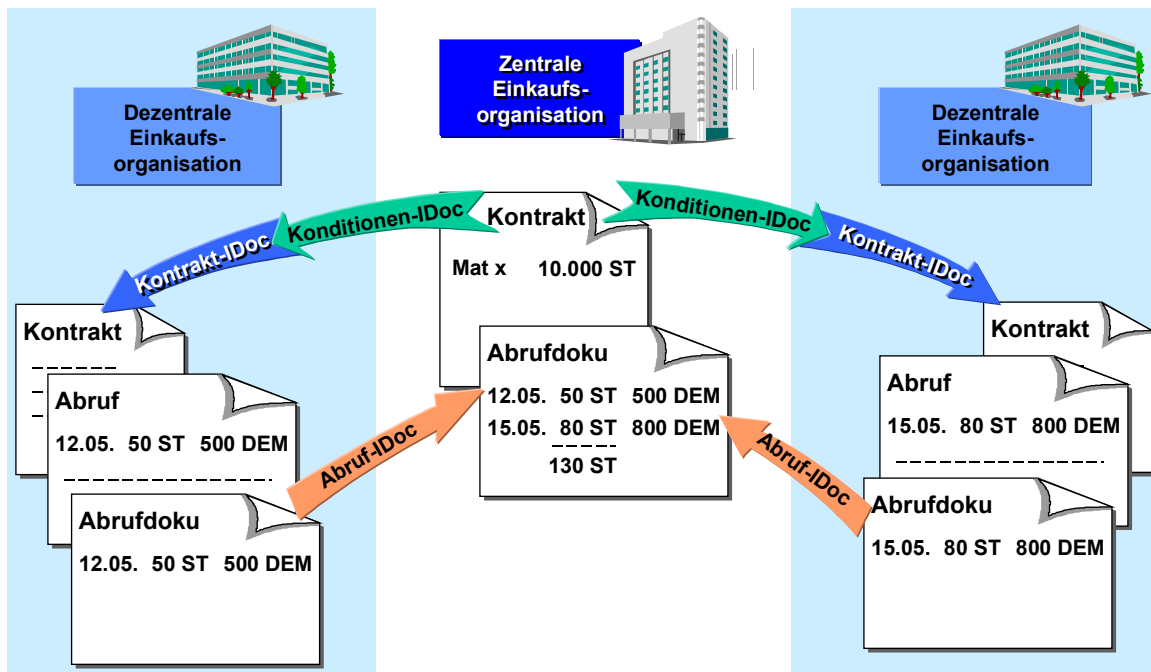 Dezentrale
Einkaufs-
organisation
Zentrale
Einkaufs-
organisation
Dezentrale
Einkaufs-
organisation
Kontrakt-IDoc
Konditionen-IDoc
Konditionen-IDoc
Kontrakt-IDoc
Kontrakt
Mat x 10.000 ST
Kontrakt
Abruf
12.05. 50 ST 500 DEM
Abrufdoku
12.05. 50 ST 500 DEM
Abruf-IDoc
Abrufdoku
12.05. 50 ST 500 DEM
15.05. 80 ST 800 DEM
130 ST
Abruf-IDoc
Kontrakt
Abruf
15.05. 80 ST 800 DEM
Abrufdoku
15.05. 80 ST 800 DEM